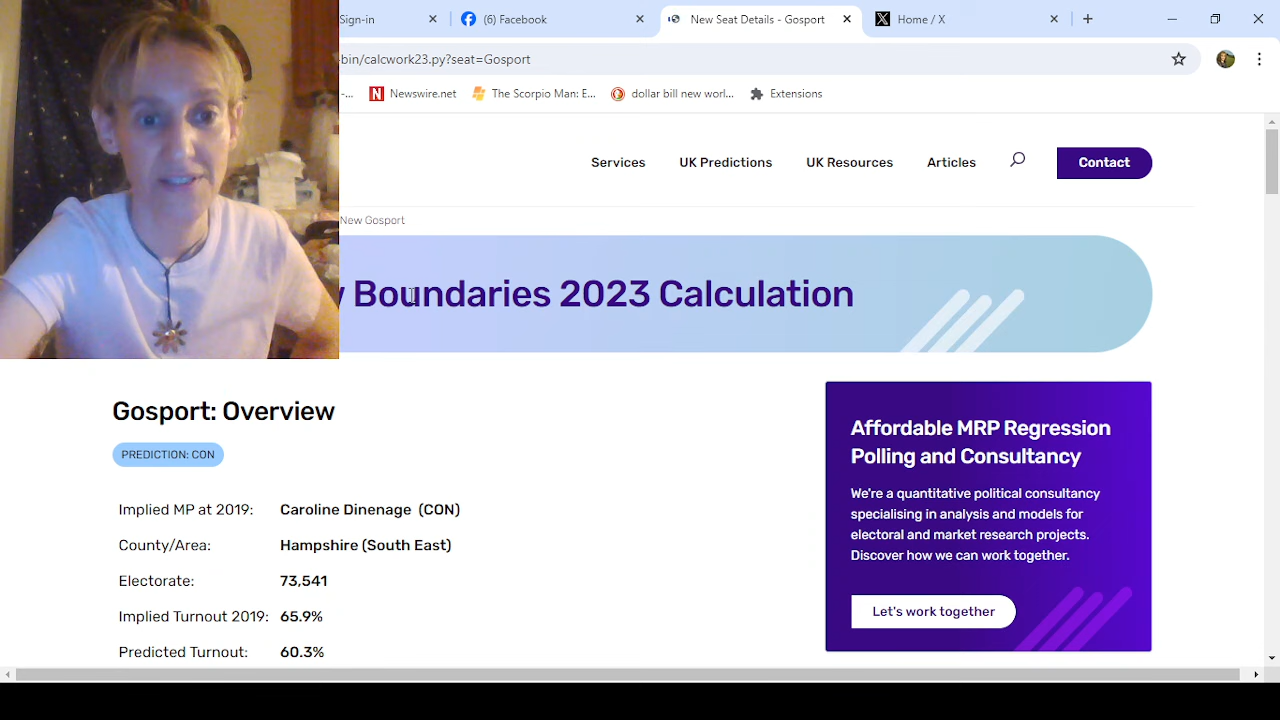 Sign-in
(6) Facebook
New Seat Details - Gosport
Home / X
bin/calcwork23.py?seat=Gosport
Newswire.net
The Scorpio Man: E...
dollar bill new worl...
Extensions
Services
UK Predictions
UK Resources
Articles
Contact
New Gosport
Boundaries 2023 Calculation
Gosport: Overview
PREDICTION: CON
Implied MP at 2019: Caroline Dinenage (CON)
County/Area: Hampshire (South East)
Electorate: 73,541
Implied Turnout 2019: 65.9%
Predicted Turnout: 60.3%
Affordable MRP Regression
Polling and Consultancy
We're a quantitative political consultancy
specialising in analysis and models for
electoral and market research projects.
Discover how we can work together.
Let's work together